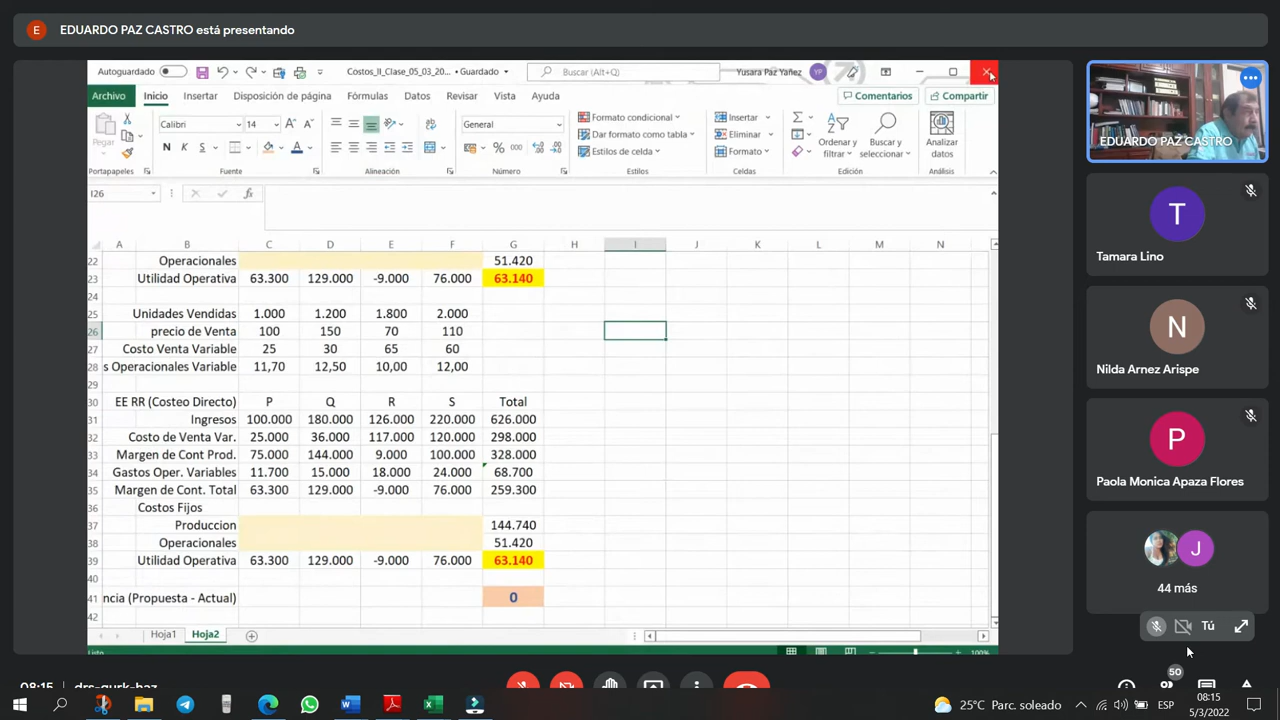 E EDUARDO PAZ CASTRO está presentando
Autoguardado Costos_II_Clase_05_03_20... • Guardado Buscar (Alt+Q) Yusara Paz Yañez YP
Archivo Inicio Insertar Disposición de página Fórmulas Datos Revisar Vista Ayuda Comentarios Compartir
Pegar Calibri 14 General Formato condicional Insertar
N K S Dar formato como tabla Eliminar Ordenar y filtrar Buscar y seleccionar Analizar datos
Estilos de celda Formato
Portapapeles Fuente Alineación Número Estilos Celdas Edición Análisis
I26 fx
A B C D E F G H I J K L M N
22 Operacionales 51.420
23 Utilidad Operativa 63.300 129.000 -9.000 76.000 63.140
24
25 Unidades Vendidas 1.000 1.200 1.800 2.000
26 precio de Venta 100 150 70 110
27 Costo Venta Variable 25 30 65 60
28 s Operacionales Variable 11,70 12,50 10,00 12,00
29
30 EE RR (Costeo Directo) P Q R S Total
31 Ingresos 100.000 180.000 126.000 220.000 626.000
32 Costo de Venta Var. 25.000 36.000 117.000 120.000 298.000
33 Margen de Cont Prod. 75.000 144.000 9.000 100.000 328.000
34 Gastos Oper. Variables 11.700 15.000 18.000 24.000 68.700
35 Margen de Cont. Total 63.300 129.000 -9.000 76.000 259.300
36 Costos Fijos
37 Produccion 144.740
38 Operacionales 51.420
39 Utilidad Operativa 63.300 129.000 -9.000 76.000 63.140
40
41 ncia (Propuesta - Actual) 0
42
Hoja1 Hoja2
Listo 100%
EDUARDO PAZ CASTRO
T
Tamara Lino
N
Nilda Arnez Arispe
P
Paola Monica Apaza Flores
J
44 más
Tú
50
08:15 drs-gurk-baz
25°C Parc. soleado ESP 08:15
5/3/2022